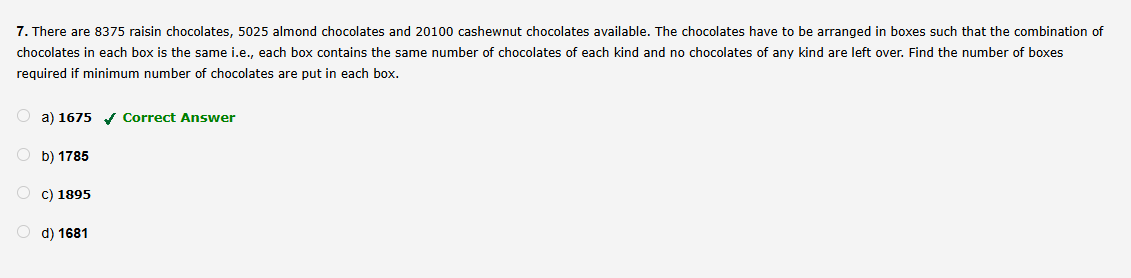 7. There are 8375 raisin chocolates, 5025 almond chocolates and 20100 cashewnut chocolates available. The chocolates have to be arranged in boxes such that the combination of
chocolates in each box is the same i.e., each box contains the same number of chocolates of each kind and no chocolates of any kind are left over. Find the number of boxes
required if minimum number of chocolates are put in each box.
a) 1675 ✓ Correct Answer
b) 1785
c) 1895
d) 1681